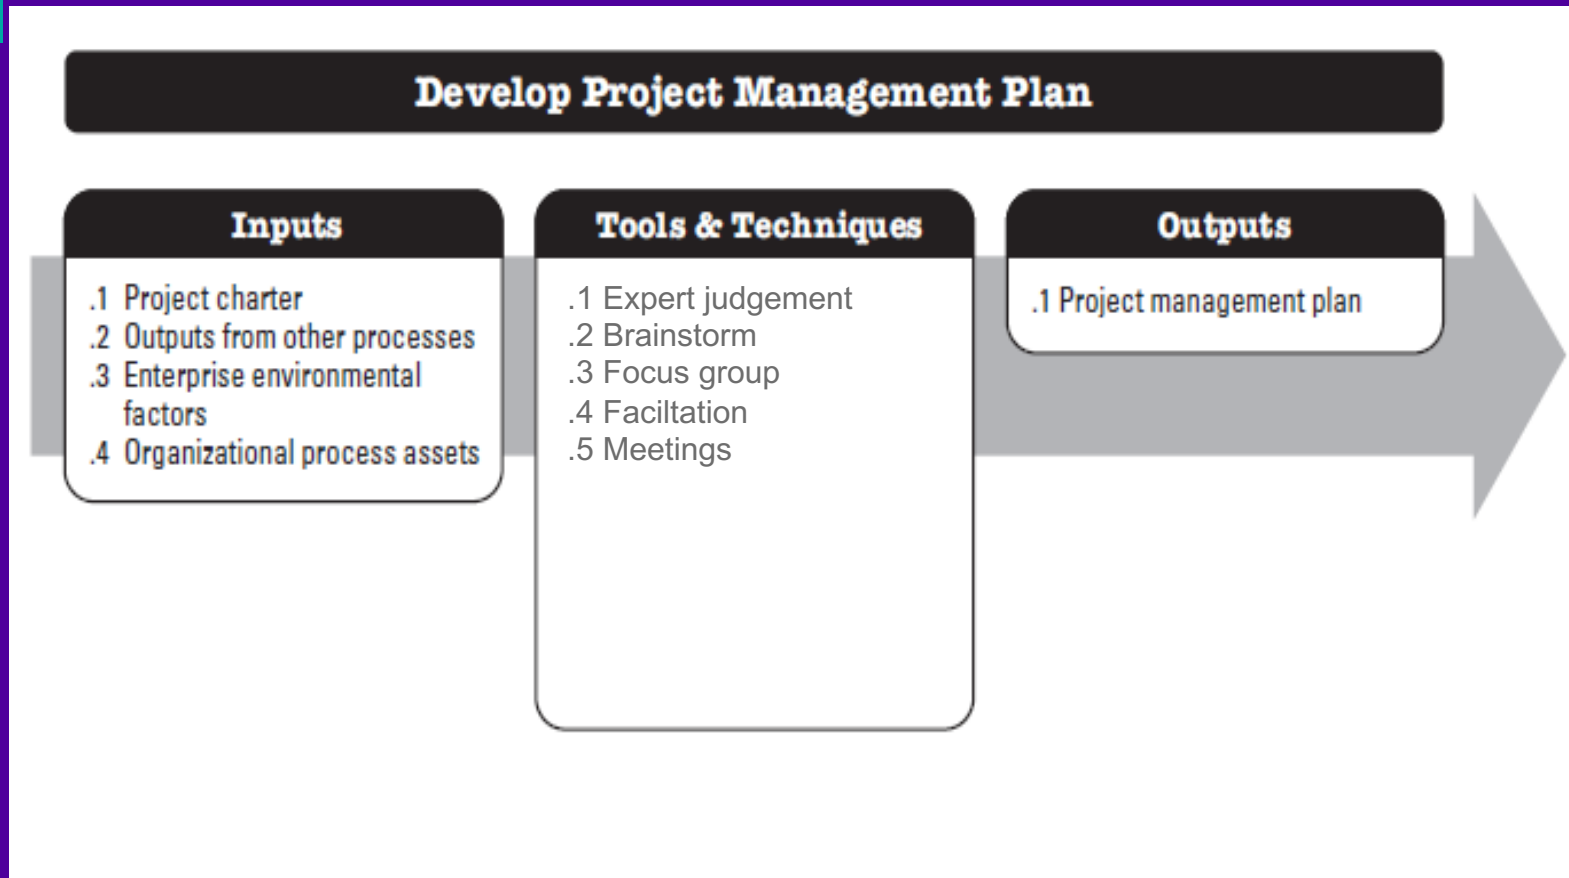 Develop Project Management Plan
Inputs
.1 Project charter
.2 Outputs from other processes
.3 Enterprise environmental
factors
.4 Organizational process assets
Tools & Techniques
.1 Expert judgement
.2 Brainstorm
.3 Focus group
.4 Faciltation
.5 Meetings
Outputs
.1 Project management plan